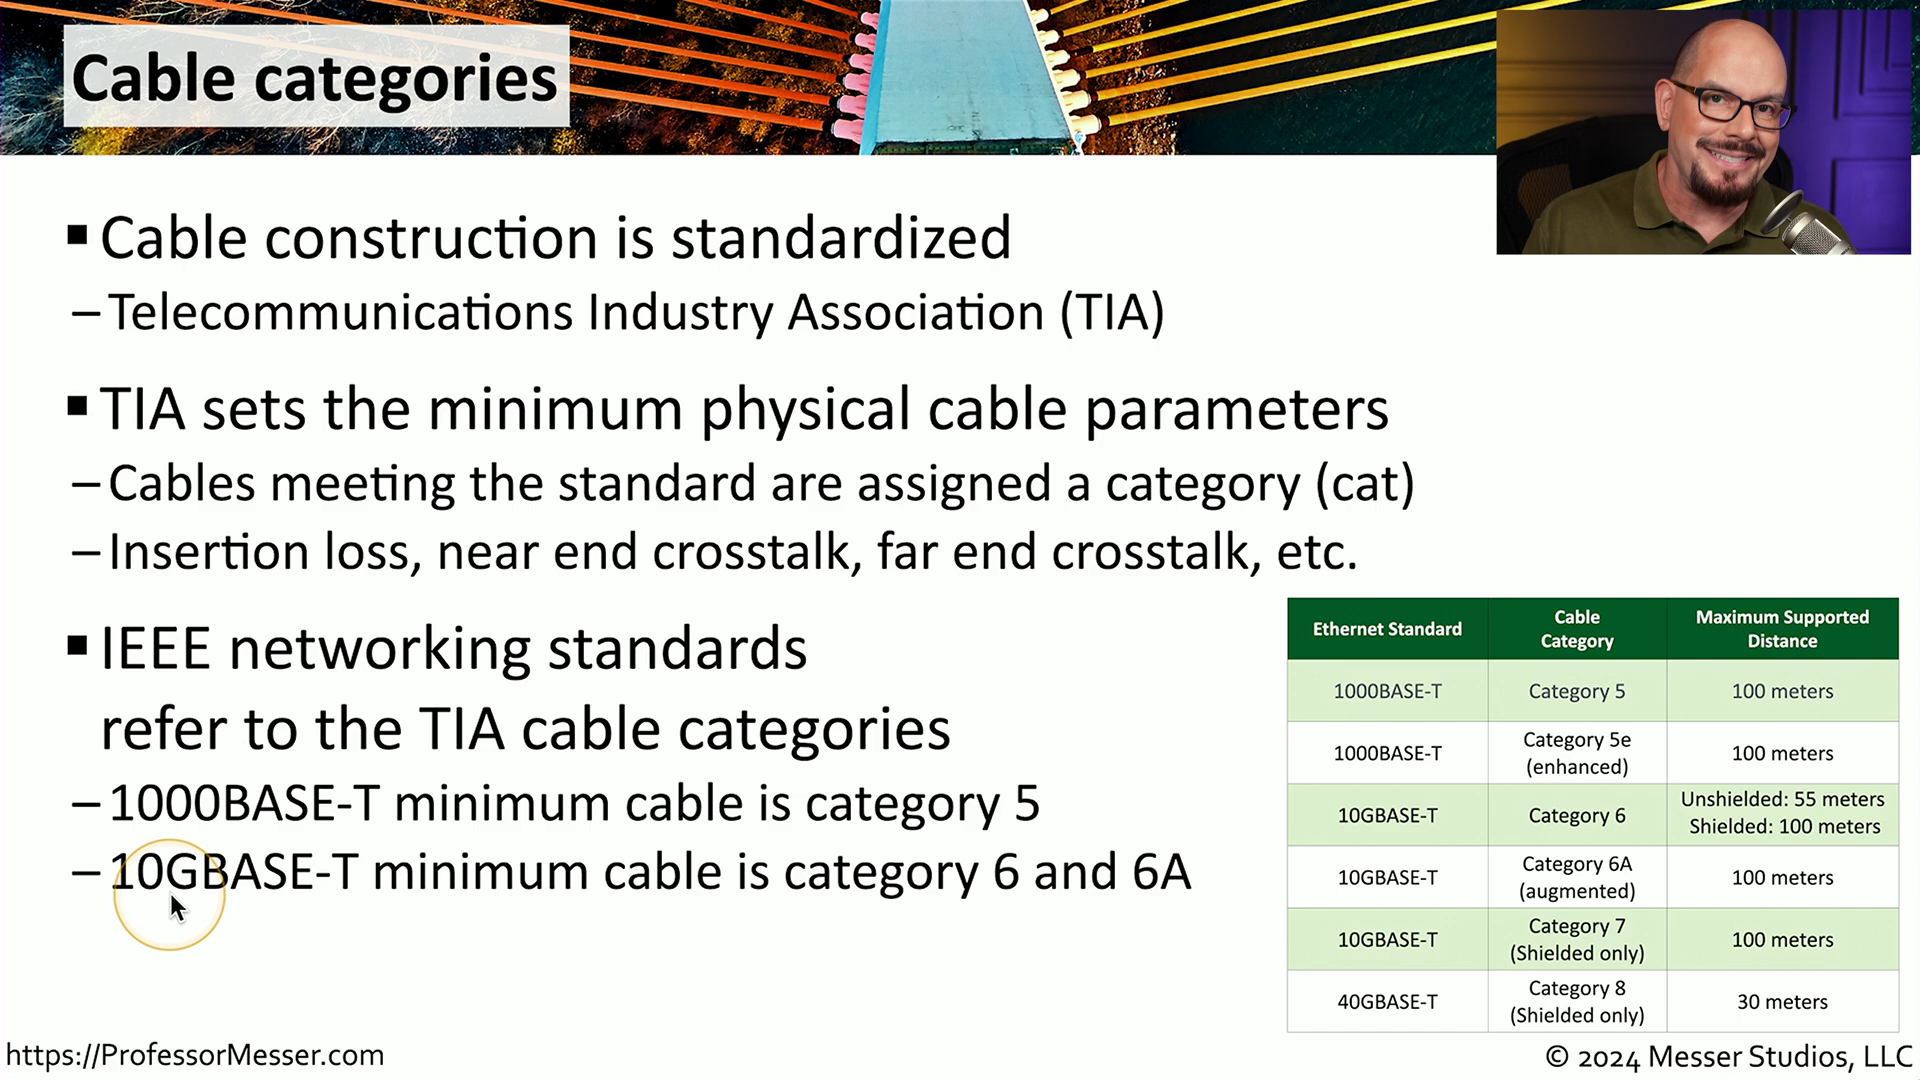 Cable categories
▪ Cable construction is standardized
– Telecommunications Industry Association (TIA)
▪ TIA sets the minimum physical cable parameters
– Cables meeting the standard are assigned a category (cat)
– Insertion loss, near end crosstalk, far end crosstalk, etc.
▪ IEEE networking standards
refer to the TIA cable categories
– 1000BASE-T minimum cable is category 5
– 10GBASE-T minimum cable is category 6 and 6A
Ethernet Standard Cable Category Maximum Supported Distance
1000BASE-T Category 5 100 meters
1000BASE-T Category 5e (enhanced) 100 meters
10GBASE-T Category 6 Unshielded: 55 meters Shielded: 100 meters
10GBASE-T Category 6A (augmented) 100 meters
10GBASE-T Category 7 (Shielded only) 100 meters
40GBASE-T Category 8 (Shielded only) 30 meters
https://ProfessorMesser.com
© 2024 Messer Studios, LLC